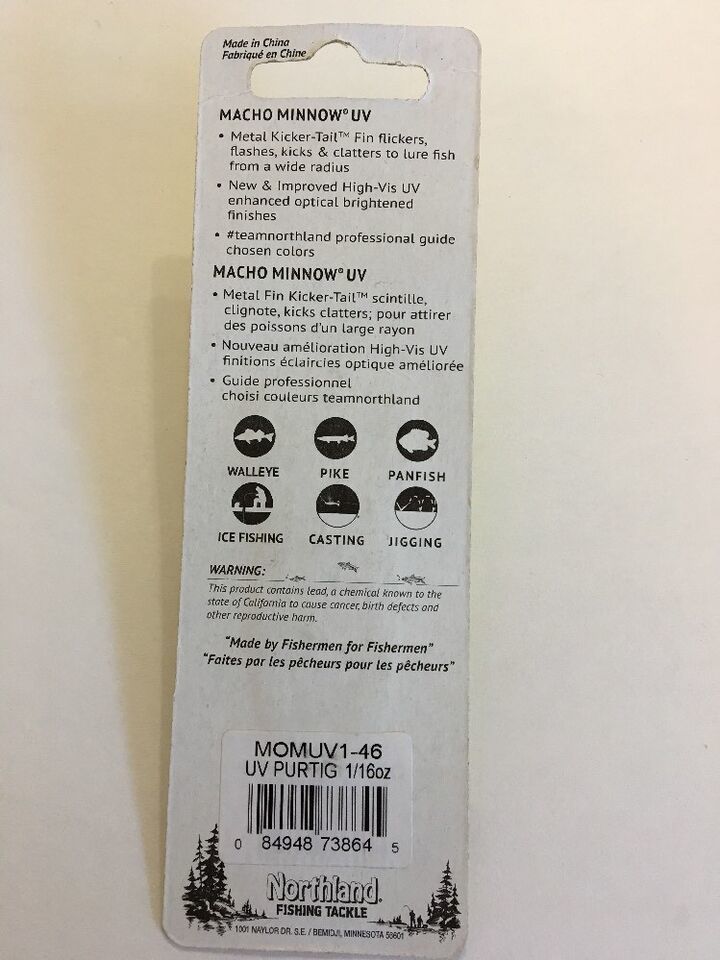 Made in China
Fabriqué en Chine
MACHO MINNOW® UV
• Metal Kicker-Tail™ Fin flickers,
flashes, kicks & clatters to lure fish
from a wide radius
• New & Improved High-Vis UV
enhanced optical brightened
finishes
• #teamnorthland professional guide
chosen colors
MACHO MINNOW® UV
• Metal Fin Kicker-Tail™ scintille,
clignote, kicks clatters; pour attirer
des poissons d'un large rayon
• Nouveau amélioration High-Vis UV
finitions éclaircies optique améliorée
• Guide professionnel
choisi couleurs teamnorthland
WALLEYE PIKE PANFISH
ICE FISHING CASTING JIGGING
WARNING:
This product contains lead, a chemical known to the
state of California to cause cancer, birth defects and
other reproductive harm.
"Made by Fishermen for Fishermen"
"Faites par les pêcheurs pour les pêcheurs"
MOMUV1-46
UV PURTIG 1/16oz
0 84948 73864 5
Northland®
FISHING TACKLE
1001 NAYLOR DR. S.E. / BEMIDJI, MINNESOTA 56601